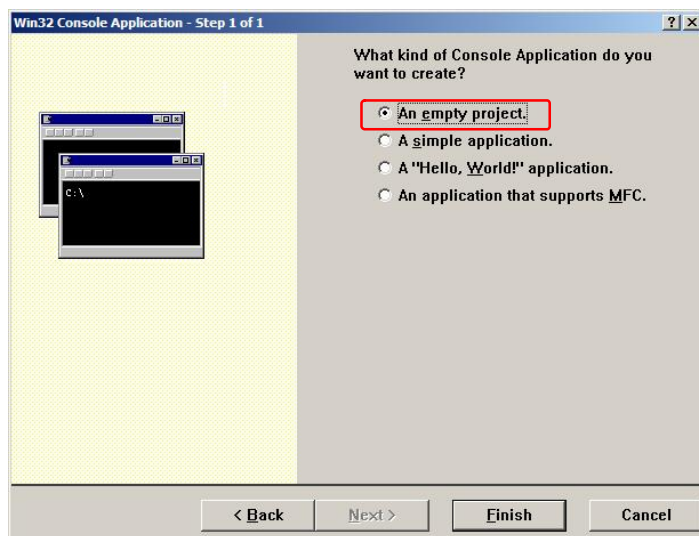 Win32 Console Application - Step 1 of 1
What kind of Console Application do you
want to create?
An empty project.
A simple application.
A "Hello, World!" application.
An application that supports MFC.
C:\
< Back
Next >
Finish
Cancel